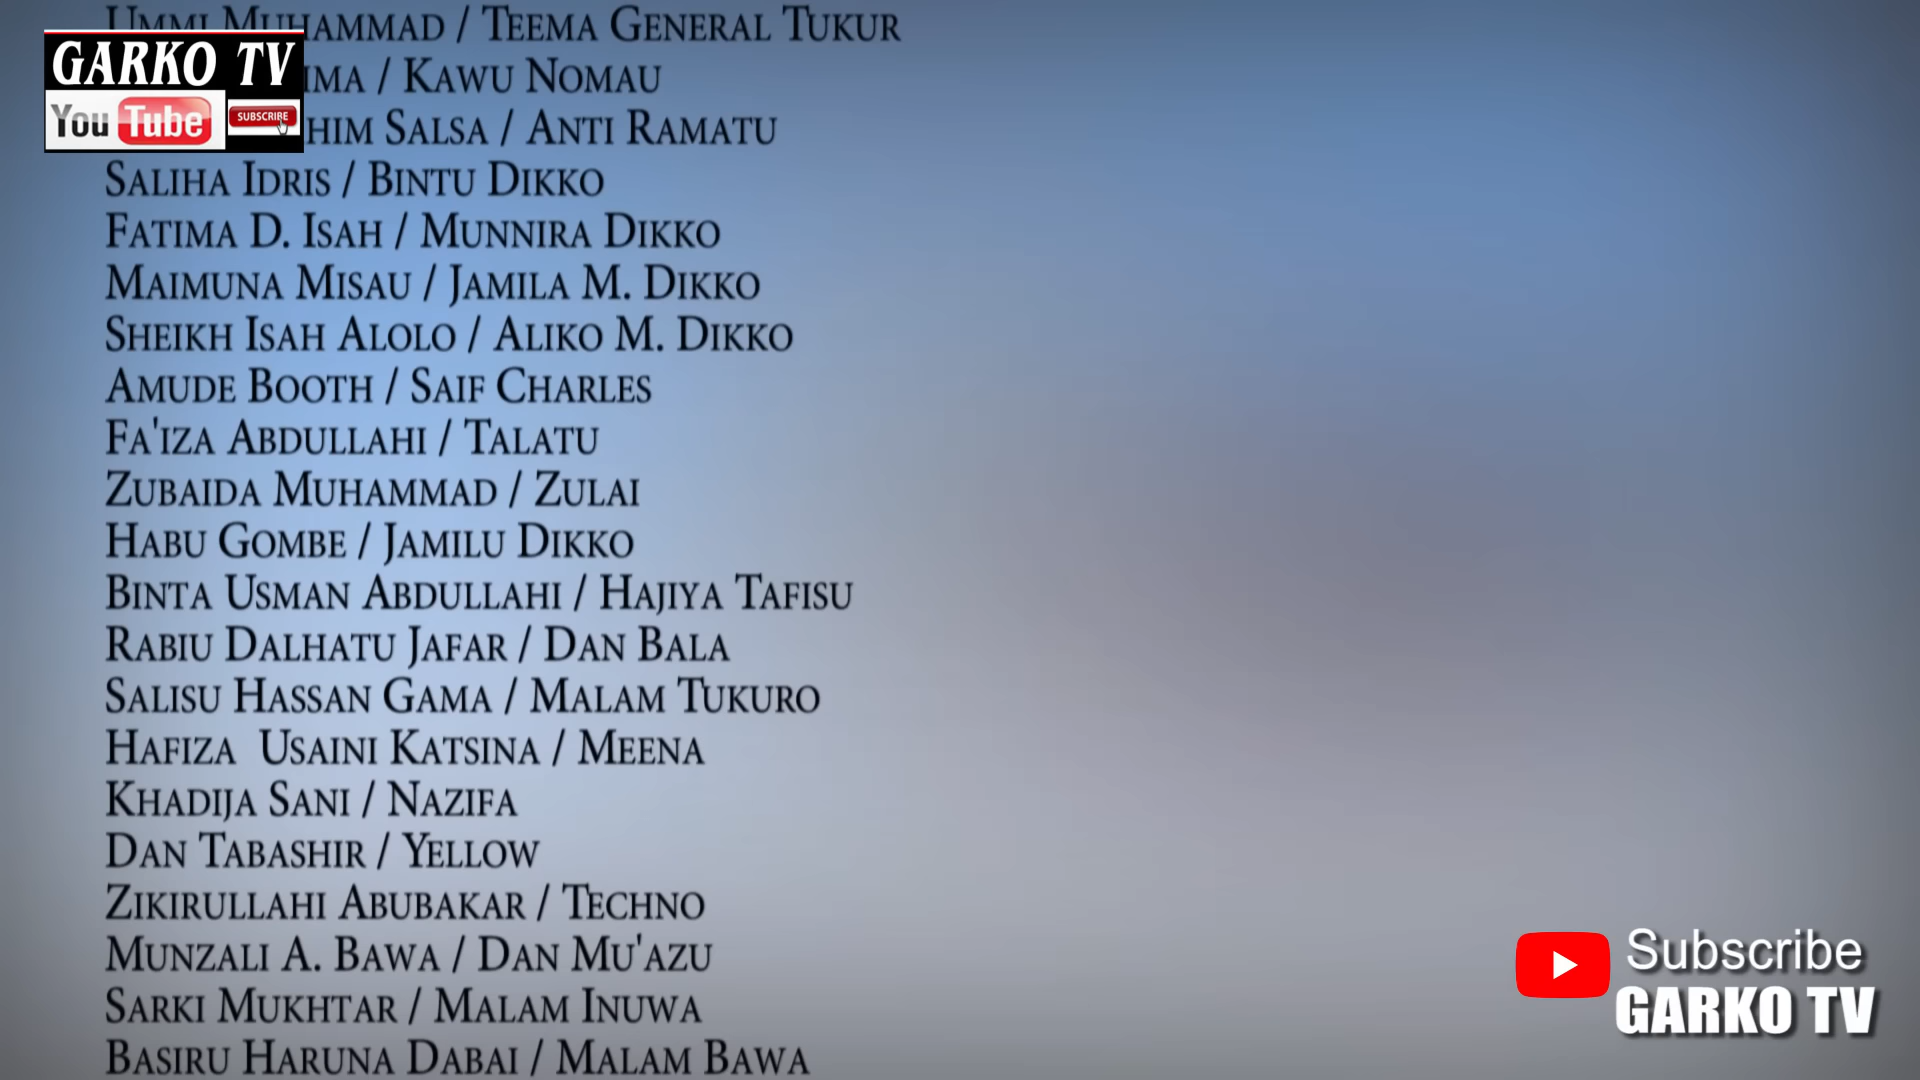 Ummi Muhammad / Teema General Tukur
GARKO TV
/ Kawu Nomau
You Tube
SUBSCRIBE
Salsa / Anti Ramatu
Saliha Idris / Bintu Dikko
Fatima D. Isah / Munnira Dikko
Maimuna Misau / Jamila M. Dikko
Sheikh Isah Alolo / Aliko M. Dikko
Amude Booth / Saif Charles
Fa'iza Abdullahi / Talatu
Zubaida Muhammad / Zulai
Habu Gombe / Jamilu Dikko
Binta Usman Abdullahi / Hajiya Tafisu
Rabiu Dalhatu Jafar / Dan Bala
Salisu Hassan Gama / Malam Tukuro
Hafiza Usaini Katsina / Meena
Khadija Sani / Nazifa
Dan Tabashir / Yellow
Zikirullahi Abubakar / Techno
Munzali A. Bawa / Dan Mu'azu
Sarki Mukhtar / Malam Inuwa
Basiru Haruna Dabai / Malam Bawa
Subscribe
GARKO TV